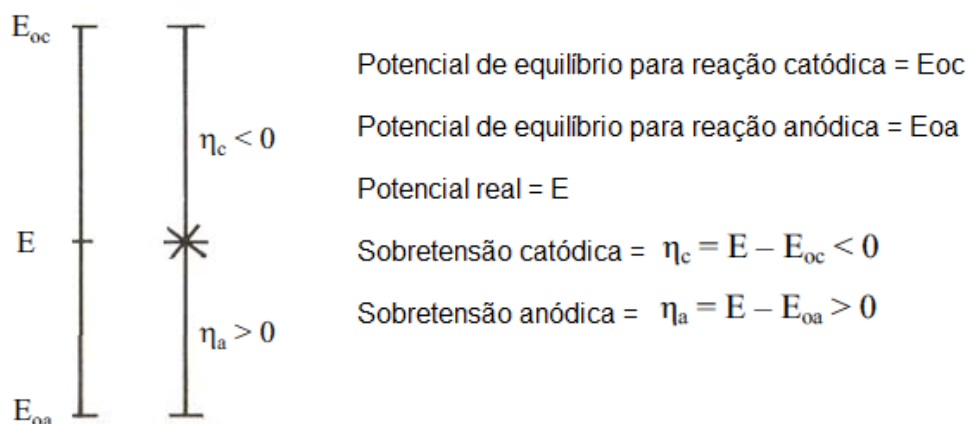 E_oc
Potencial de equilíbrio para reação catódica = Eoc
Potencial de equilíbrio para reação anódica = Eoa
η_c < 0
Potencial real = E
E
Sobretensão catódica = η_c = E – E_oc < 0
Sobretensão anódica = η_a = E – E_oa > 0
η_a > 0
E_oa